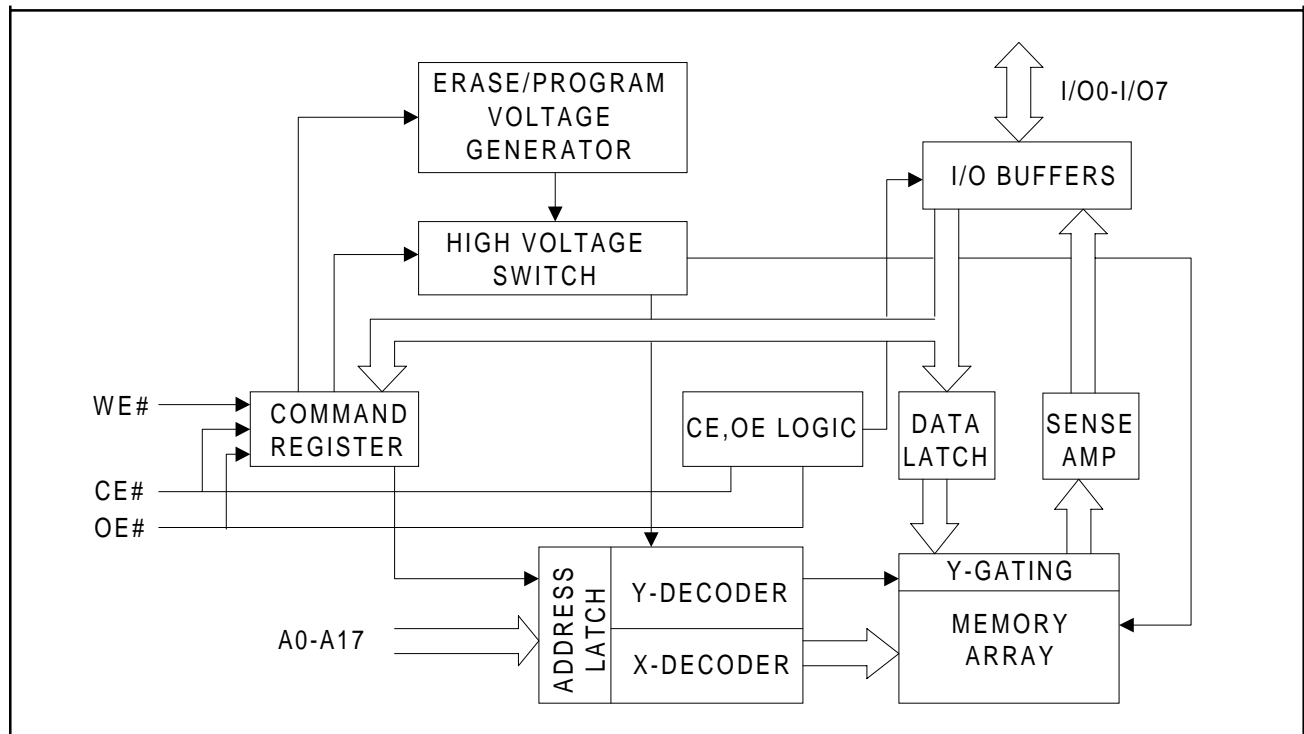 ERASE/PROGRAM
VOLTAGE
GENERATOR
I/O0-I/O7
I/O BUFFERS
HIGH VOLTAGE
SWITCH
WE#
COMMAND
REGISTER
CE,OE LOGIC
DATA
LATCH
SENSE
AMP
CE#
OE#
ADDRESS
LATCH
Y-DECODER
Y-GATING
A0-A17
X-DECODER
MEMORY
ARRAY